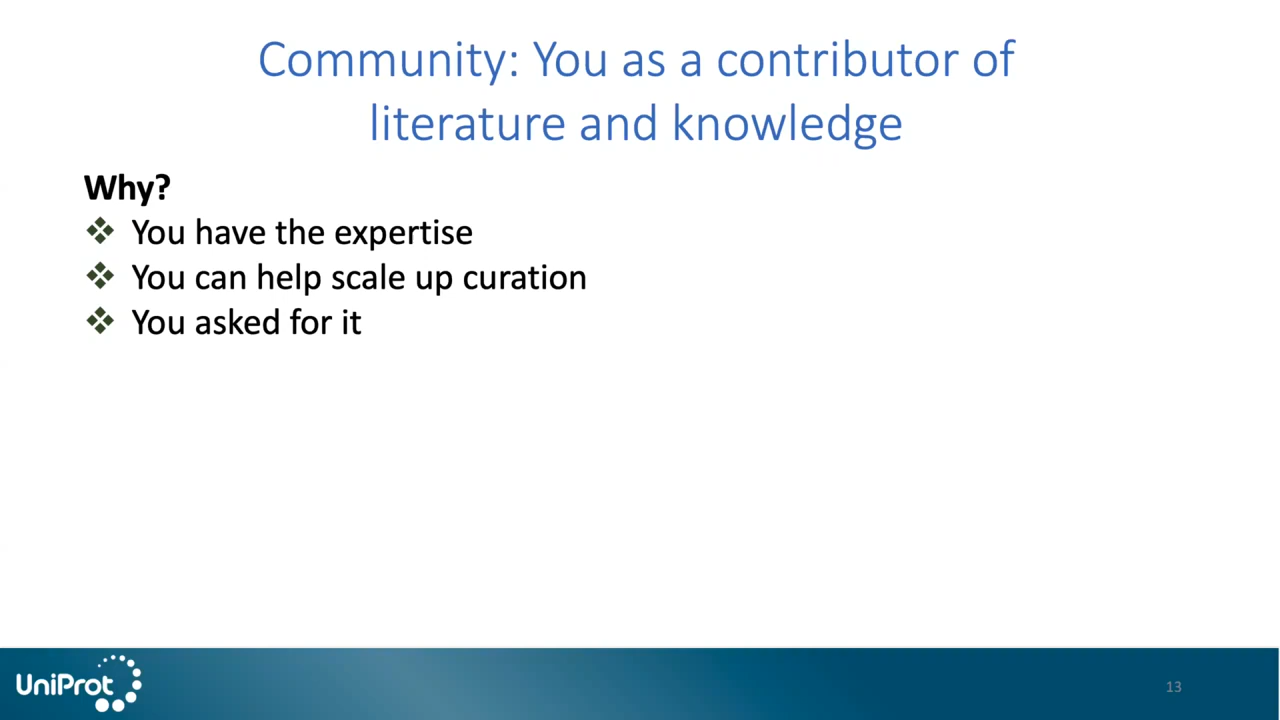 Community: You as a contributor of
literature and knowledge
Why?
You have the expertise
You can help scale up curation
You asked for it
UniProt
13